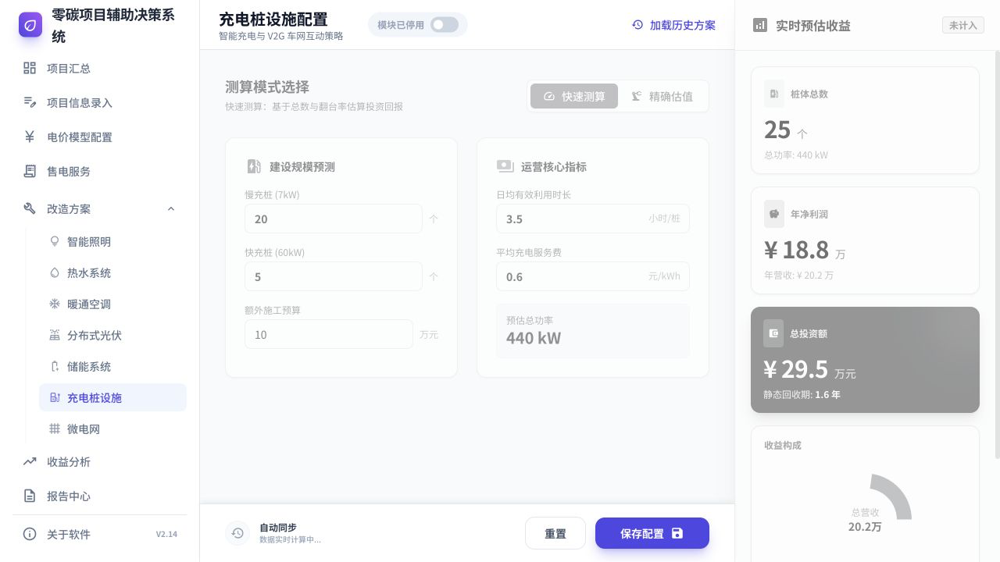 零碳项目辅助决策系
统
项目汇总
项目信息录入
电价模型配置
售电服务
改造方案
智能照明
热水系统
暖通空调
分布式光伏
储能系统
充电桩设施
微电网
收益分析
报告中心
关于软件
V2.14
充电桩设施配置
智能充电与 V2G 车网互动策略
模块已停用
加载历史方案
测算模式选择
快速测算：基于总数与翻台率估算投资回报
快速测算
精确估值
建设规模预测
慢充桩 (7kW)
20
个
快充桩 (60kW)
5
个
额外施工预算
10
万元
运营核心指标
日均有效利用时长
3.5
小时/桩
平均充电服务费
0.6
元/kWh
预估总功率
440 kW
自动同步
数据实时计算中...
重置
保存配置
实时预估收益
未计入
桩体总数
25 个
总功率: 440 kW
年净利润
¥ 18.8 万
年营收: ¥ 20.2 万
总投资额
¥ 29.5 万元
静态回收期: 1.6 年
收益构成
总营收
20.2万